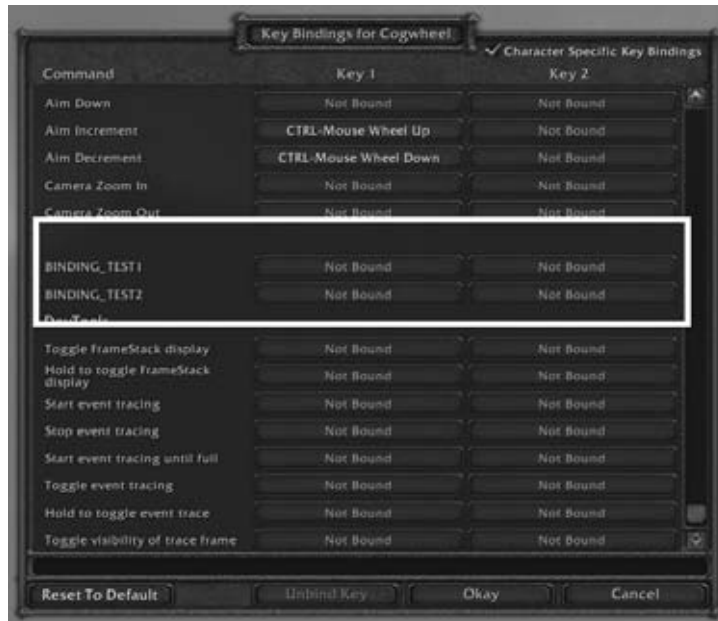 Key Bindings for Cogwheel
Character Specific Key Bindings
Command Key 1 Key 2
Aim Down Not Bound Not Bound
Aim Increment CTRL-Mouse Wheel Up Not Bound
Aim Decrement CTRL-Mouse Wheel Down Not Bound
Camera Zoom In Not Bound Not Bound
Camera Zoom Out Not Bound Not Bound
BINDING_TEST1 Not Bound Not Bound
BINDING_TEST2 Not Bound Not Bound
DevTools
Toggle FrameStack display Not Bound Not Bound
Hold to toggle FrameStack
display Not Bound Not Bound
Start event tracing Not Bound Not Bound
Stop event tracing Not Bound Not Bound
Start event tracing until full Not Bound Not Bound
Toggle event tracing Not Bound Not Bound
Hold to toggle event trace Not Bound Not Bound
Toggle visibility of trace frame Not Bound Not Bound
Reset To Default Unbind Key Okay Cancel